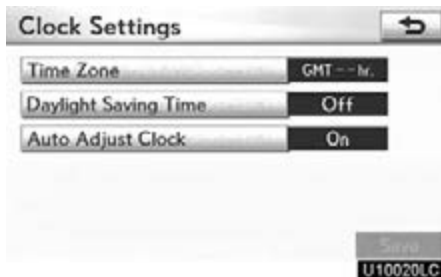 Clock Settings
Time Zone GMT--hr.
Daylight Saving Time Off
Auto Adjust Clock On
Save
U10020LC